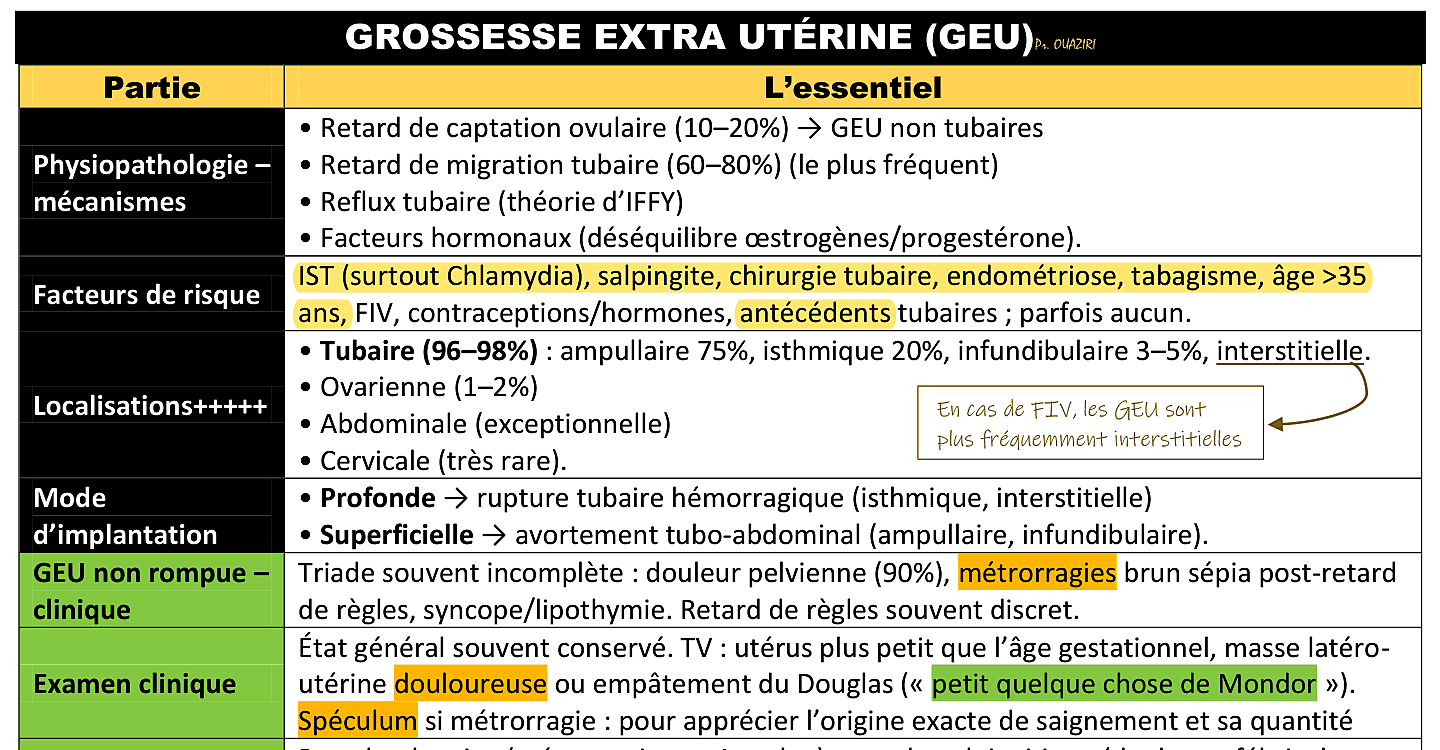 GROSSESSE EXTRA UTÉRINE (GEU) Pr. OUAZIRI
Partie
L’essentiel
Physiopathologie –
mécanismes
• Retard de captation ovulaire (10–20%) → GEU non tubaires
• Retard de migration tubaire (60–80%) (le plus fréquent)
• Reflux tubaire (théorie d’IFFY)
• Facteurs hormonaux (déséquilibre œstrogènes/progestérone).
Facteurs de risque
IST (surtout Chlamydia), salpingite, chirurgie tubaire, endométriose, tabagisme, âge >35
ans, FIV, contraceptions/hormones, antécédents tubaires ; parfois aucun.
Localisations+++++
• Tubaire (96–98%) : ampullaire 75%, isthmique 20%, infundibulaire 3–5%, interstitielle.
• Ovarienne (1–2%)
• Abdominale (exceptionnelle)
• Cervicale (très rare).
En cas de FIV, les GEU sont
plus fréquemment interstitielles
Mode
d’implantation
• Profonde → rupture tubaire hémorragique (isthmique, interstitielle)
• Superficielle → avortement tubo-abdominal (ampullaire, infundibulaire).
GEU non rompue –
clinique
Triade souvent incomplète : douleur pelvienne (90%), métrorragies brun sépia post-retard
de règles, syncope/lipothymie. Retard de règles souvent discret.
Examen clinique
État général souvent conservé. TV : utérus plus petit que l’âge gestationnel, masse latéro-
utérine douloureuse ou empâtement du Douglas (« petit quelque chose de Mondor »).
Spéculum si métrorragie : pour apprécier l’origine exacte de saignement et sa quantité